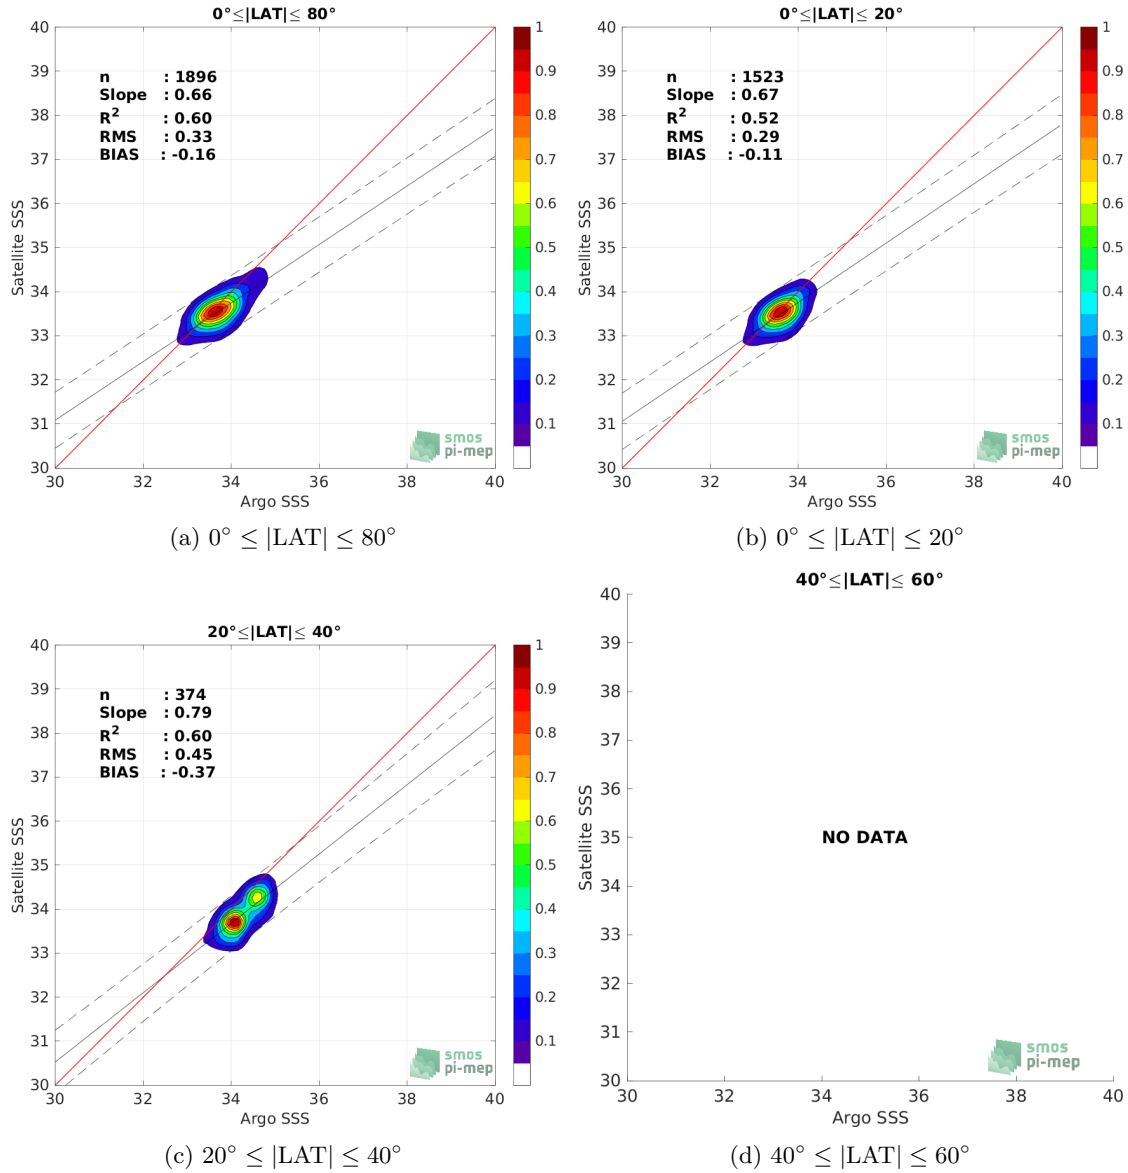 0°≤|LAT|≤ 80°
n : 1896
Slope : 0.66
R² : 0.60
RMS : 0.33
BIAS : -0.16
Satellite SSS
40
39
38
37
36
35
34
33
32
31
30
30 32 34 36 38 40
Argo SSS
1
0.9
0.8
0.7
0.6
0.5
0.4
0.3
0.2
0.1
smos
pi-mep
(a) 0° ≤ |LAT| ≤ 80°
0°≤|LAT|≤ 20°
n : 1523
Slope : 0.67
R² : 0.52
RMS : 0.29
BIAS : -0.11
Satellite SSS
40
39
38
37
36
35
34
33
32
31
30
30 32 34 36 38 40
Argo SSS
1
0.9
0.8
0.7
0.6
0.5
0.4
0.3
0.2
0.1
smos
pi-mep
(b) 0° ≤ |LAT| ≤ 20°
20°≤|LAT|≤ 40°
n : 374
Slope : 0.79
R² : 0.60
RMS : 0.45
BIAS : -0.37
Satellite SSS
40
39
38
37
36
35
34
33
32
31
30
30 32 34 36 38 40
Argo SSS
1
0.9
0.8
0.7
0.6
0.5
0.4
0.3
0.2
0.1
smos
pi-mep
(c) 20° ≤ |LAT| ≤ 40°
40°≤|LAT|≤ 60°
Satellite SSS
40
39
38
37
36
35
34
33
32
31
30
NO DATA
30 32 34 36 38 40
Argo SSS
smos
pi-mep
(d) 40° ≤ |LAT| ≤ 60°